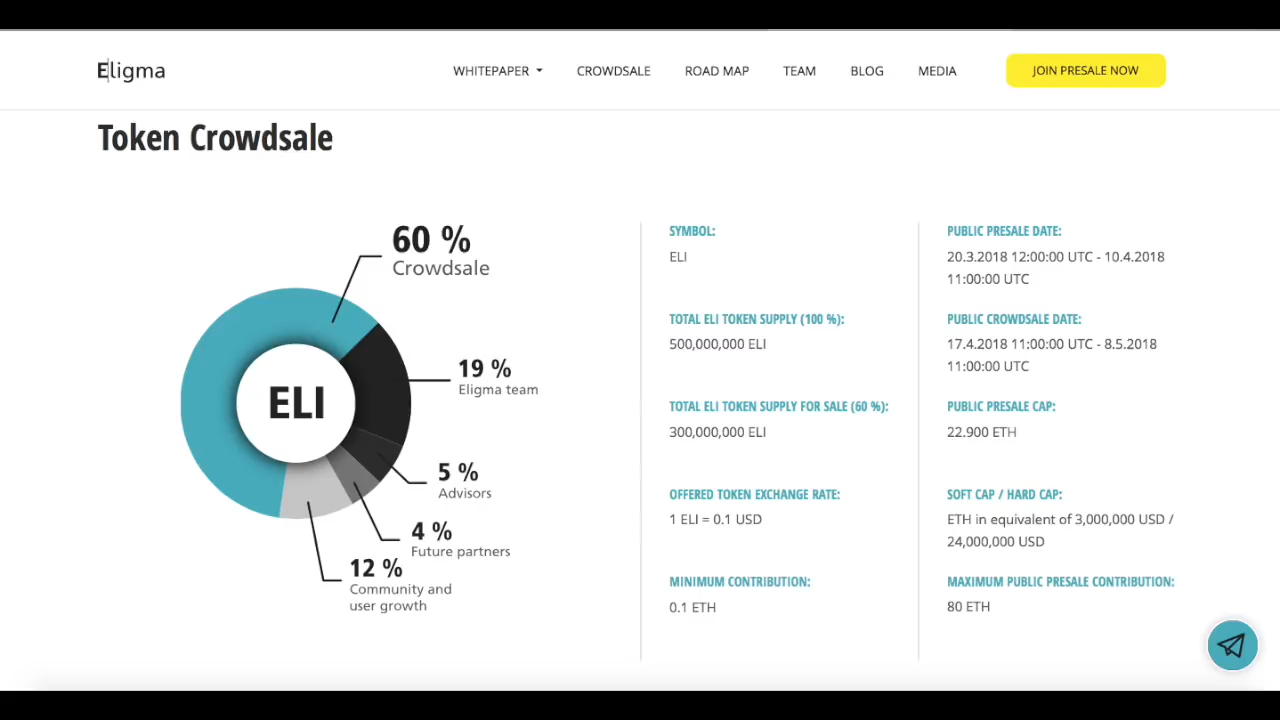 Eligma
WHITEPAPER
CROWDSALE
ROAD MAP
TEAM
BLOG
MEDIA
JOIN PRESALE NOW
Token Crowdsale
60 %
Crowdsale
19 %
Eligma team
5 %
Advisors
4 %
Future partners
12 %
Community and
user growth
ELI
SYMBOL:
ELI
TOTAL ELI TOKEN SUPPLY (100 %):
500,000,000 ELI
TOTAL ELI TOKEN SUPPLY FOR SALE (60 %):
300,000,000 ELI
OFFERED TOKEN EXCHANGE RATE:
1 ELI = 0.1 USD
MINIMUM CONTRIBUTION:
0.1 ETH
PUBLIC PRESALE DATE:
20.3.2018 12:00:00 UTC - 10.4.2018
11:00:00 UTC
PUBLIC CROWDSALE DATE:
17.4.2018 11:00:00 UTC - 8.5.2018
11:00:00 UTC
PUBLIC PRESALE CAP:
22.900 ETH
SOFT CAP / HARD CAP:
ETH in equivalent of 3,000,000 USD /
24,000,000 USD
MAXIMUM PUBLIC PRESALE CONTRIBUTION:
80 ETH